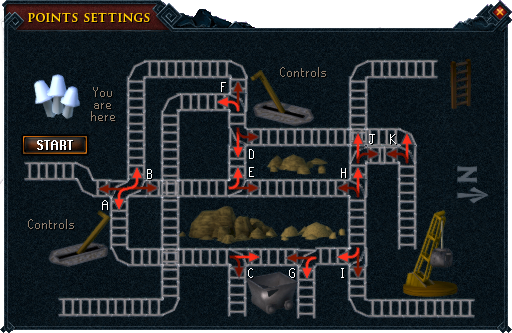 POINTS SETTINGS
F
Controls
You
are
here
START
J K
D
B E H
A
N
Controls
C G I